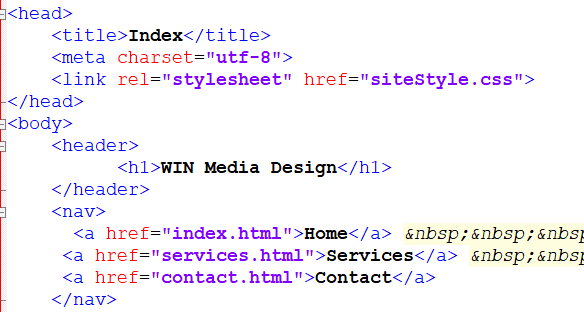 <head>
<title>Index</title>
<meta charset="utf-8">
<link rel="stylesheet" href="siteStyle.css">
</head>
<body>
<header>
<h1>WIN Media Design</h1>
</header>
<nav>
<a href="index.html">Home</a> &nbsp;&nbsp;&nbsp
<a href="services.html">Services</a> &nbsp;&nbs
<a href="contact.html">Contact</a>
</nav>